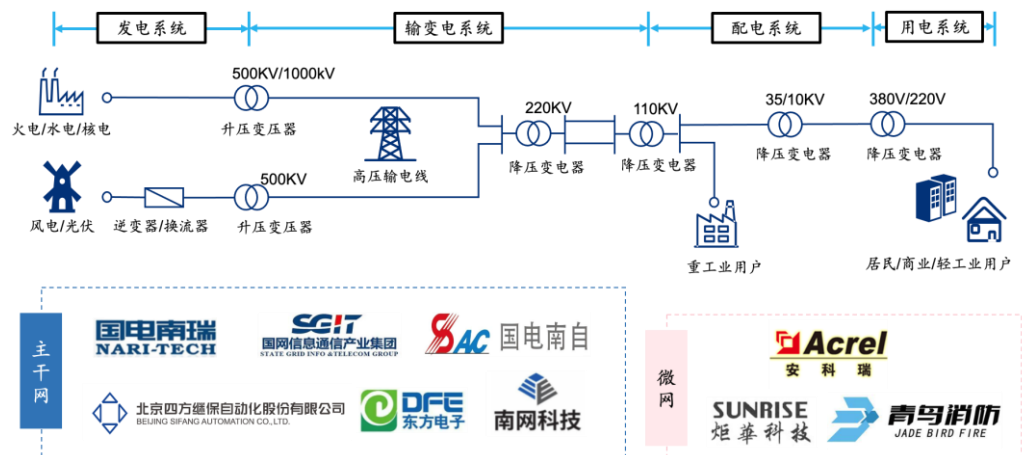 发电系统
输变电系统
配电系统
用电系统
500KV/1000kV
升压变压器
火电/水电/核电
高压输电线
220KV
降压变电器
110KV
降压变电器
35/10KV
降压变电器
380V/220V
降压变电器
风电/光伏
逆变器/换流器
500KV
升压变压器
重工业用户
居民/商业/轻工业用户
主干网
国电南瑞
NARI-TECH
SGIT
国网信息通信产业集团
STATE GRID INFO &TELECOM GROUP
SAC 国电南自
北京四方继保自动化股份有限公司
BEIJING SIFANG AUTOMATION CO.,LTD.
DFE
东方电子
南网科技
微网
Acrel
安科瑞
SUNRISE
炬華科技
青鸟消防
JADE BIRD FIRE